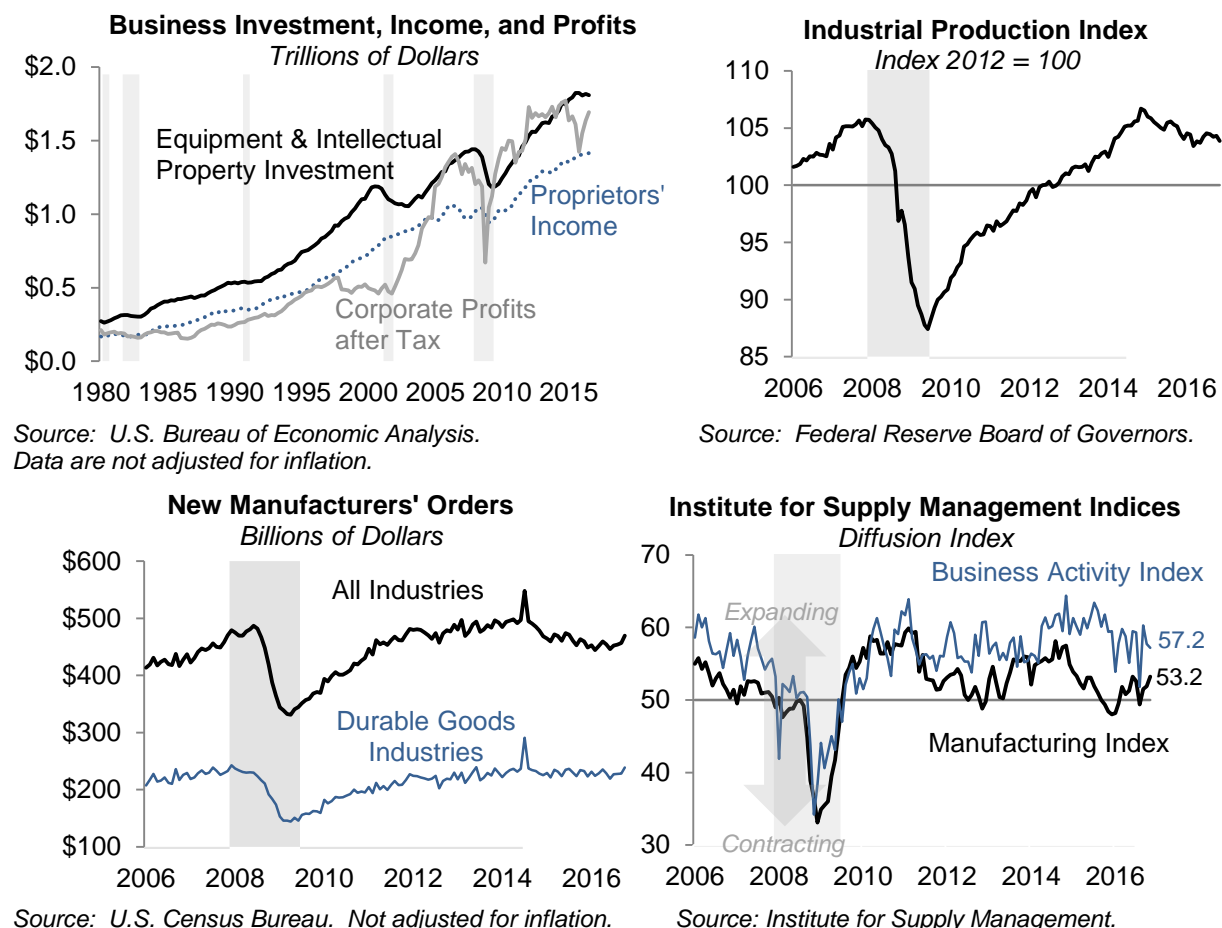 Business Investment, Income, and Profits
Trillions of Dollars
$2.0
$1.5
$1.0
$0.5
$0.0
Equipment & Intellectual
Property Investment
Proprietors'
Income
Corporate Profits
after Tax
1980 1985 1990 1995 2000 2005 2010 2015
Source: U.S. Bureau of Economic Analysis.
Data are not adjusted for inflation.
Industrial Production Index
Index 2012 = 100
110
105
100
95
90
85
2006 2008 2010 2012 2014 2016
Source: Federal Reserve Board of Governors.
New Manufacturers' Orders
Billions of Dollars
$600
$500
$400
$300
$200
$100
All Industries
Durable Goods
Industries
2006 2008 2010 2012 2014 2016
Source: U.S. Census Bureau. Not adjusted for inflation.
Institute for Supply Management Indices
Diffusion Index
70
60
50
40
30
Business Activity Index
Expanding
57.2
53.2
Manufacturing Index
Contracting
2006 2008 2010 2012 2014 2016
Source: Institute for Supply Management.